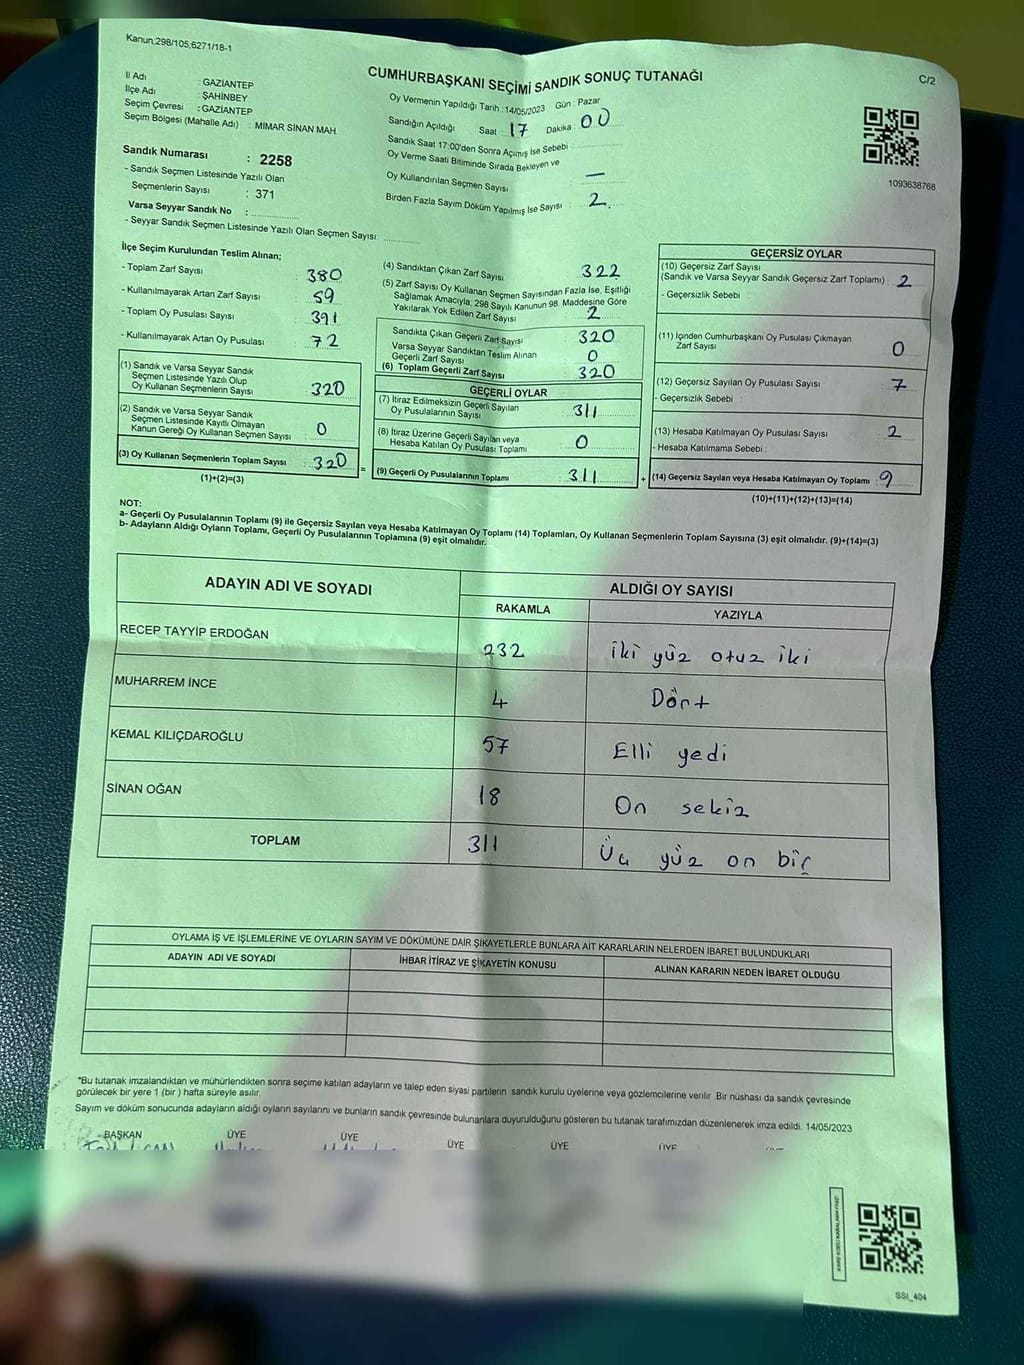 Kanun,298/105,6271/18-1
C/2
CUMHURBAŞKANI SEÇİMİ SANDIK SONUÇ TUTANAĞI
İl Adı : GAZİANTEP
İlçe Adı : ŞAHİNBEY
Seçim Çevresi : GAZİANTEP
Seçim Bölgesi (Mahalle Adı) : MİMAR SİNAN MAH.
Sandık Numarası : 2258
- Sandık Seçmen Listesinde Yazılı Olan
Seçmenlerin Sayısı : 371
Varsa Seyyar Sandık No :
- Seyyar Sandık Seçmen Listesinde Yazılı Olan Seçmen Sayısı:
Oy Vermenin Yapıldığı Tarih : 14/05/2023 Gün : Pazar
Sandığın Açıldığı Saat : 17 Dakika : 00
Sandık Saat 17:00'den Sonra Açımış İse Sebebi :
Oy Verme Saati Bitiminde Sırada Bekleyen ve
Oy Kullandırılan Seçmen Sayısı : —
Birden Fazla Sayım Döküm Yapılmış İse Sayısı : 2.
1093638768
İlçe Seçim Kurulundan Teslim Alınan;
- Toplam Zarf Sayısı : 380
- Kullanılmayarak Artan Zarf Sayısı : 59
- Toplam Oy Pusulası Sayısı : 391
- Kullanılmayarak Artan Oy Pusulası : 72
(1) Sandık ve Varsa Seyyar Sandık
Seçmen Listesinde Yazılı Olup
Oy Kullanan Seçmenlerin Sayısı : 320
(2) Sandık ve Varsa Seyyar Sandık
Seçmen Listesinde Kayıtlı Olmayan
Kanun Gereği Oy Kullanan Seçmen Sayısı : 0
(3) Oy Kullanan Seçmenlerin Toplam Sayısı : 320
(1)+(2)=(3)
(4) Sandıktan Çıkan Zarf Sayısı : 322
(5) Zarf Sayısı Oy Kullanan Seçmen Sayısından Fazla İse, Eşitliği
Sağlamak Amacıyla; 298 Sayılı Kanunun 98. Maddesine Göre
Yakılarak Yok Edilen Zarf Sayısı : 2
Sandıkta Çıkan Geçerli Zarf Sayısı : 320
Varsa Seyyar Sandıktan Teslim Alınan
Geçerli Zarf Sayısı : 0
(6) Toplam Geçerli Zarf Sayısı : 320
GEÇERLİ OYLAR
(7) İtiraz Edilmeksizin Geçerli Sayılan
Oy Pusulalarının Sayısı : 311
(8) İtiraz Üzerine Geçerli Sayılan veya
Hesaba Katılan Oy Pusulası Toplamı : 0
= (9) Geçerli Oy Pusulalarının Toplamı : 311
GEÇERSİZ OYLAR
(10) Geçersiz Zarf Sayısı
(Sandık ve Varsa Seyyar Sandık Geçersiz Zarf Toplamı) : 2
- Geçersizlik Sebebi :
(11) İçinden Cumhurbaşkanı Oy Pusulası Çıkmayan
Zarf Sayısı : 0
(12) Geçersiz Sayılan Oy Pusulası Sayısı : 7
- Geçersizlik Sebebi :
(13) Hesaba Katılmayan Oy Pusulası Sayısı : 2
- Hesaba Katılmama Sebebi :
+ (14) Geçersiz Sayılan veya Hesaba Katılmayan Oy Toplamı : 9
(10)+(11)+(12)+(13)=(14)
NOT:
a- Geçerli Oy Pusulalarının Toplamı (9) ile Geçersiz Sayılan veya Hesaba Katılmayan Oy Toplamı (14) Toplamları, Oy Kullanan Seçmenlerin Toplam Sayısına (3) eşit olmalıdır. (9)+(14)=(3)
b- Adayların Aldığı Oyların Toplamı, Geçerli Oy Pusulalarının Toplamına (9) eşit olmalıdır.
ADAYIN ADI VE SOYADI ALDIĞI OY SAYISI
RAKAMLA YAZIYLA
RECEP TAYYİP ERDOĞAN 232 iki yüz otuz iki
MUHARREM İNCE 4 Dört
KEMAL KILIÇDAROĞLU 57 Elli yedi
SİNAN OĞAN 18 On sekiz
TOPLAM 311 Üç yüz on bir
OYLAMA İŞ VE İŞLEMLERİNE VE OYLARIN SAYIM VE DÖKÜMÜNE DAİR ŞİKAYETLERLE BUNLARA AİT KARARLARIN NELERDEN İBARET BULUNDUKLARI
ADAYIN ADI VE SOYADI İHBAR İTİRAZ VE ŞİKAYETİN KONUSU ALINAN KARARIN NEDEN İBARET OLDUĞU
*Bu tutanak imzalandıktan ve mühürlendikten sonra seçime katılan adayların ve talep eden siyasi partilerin sandık kurulu üyelerine veya gözlemcilerine verilir. Bir nüshası da sandık çevresinde
görülecek bir yere 1 (bir) hafta süreyle asılır.
Sayım ve döküm sonucunda adayların aldığı oyların sayılarını ve bunların sandık çevresinde bulunanlara duyurulduğunu gösteren bu tutanak tarafımızdan düzenlenerek imza edildi. 14/05/2023
BAŞKAN ÜYE ÜYE ÜYE ÜYE ÜYE
SSI_404